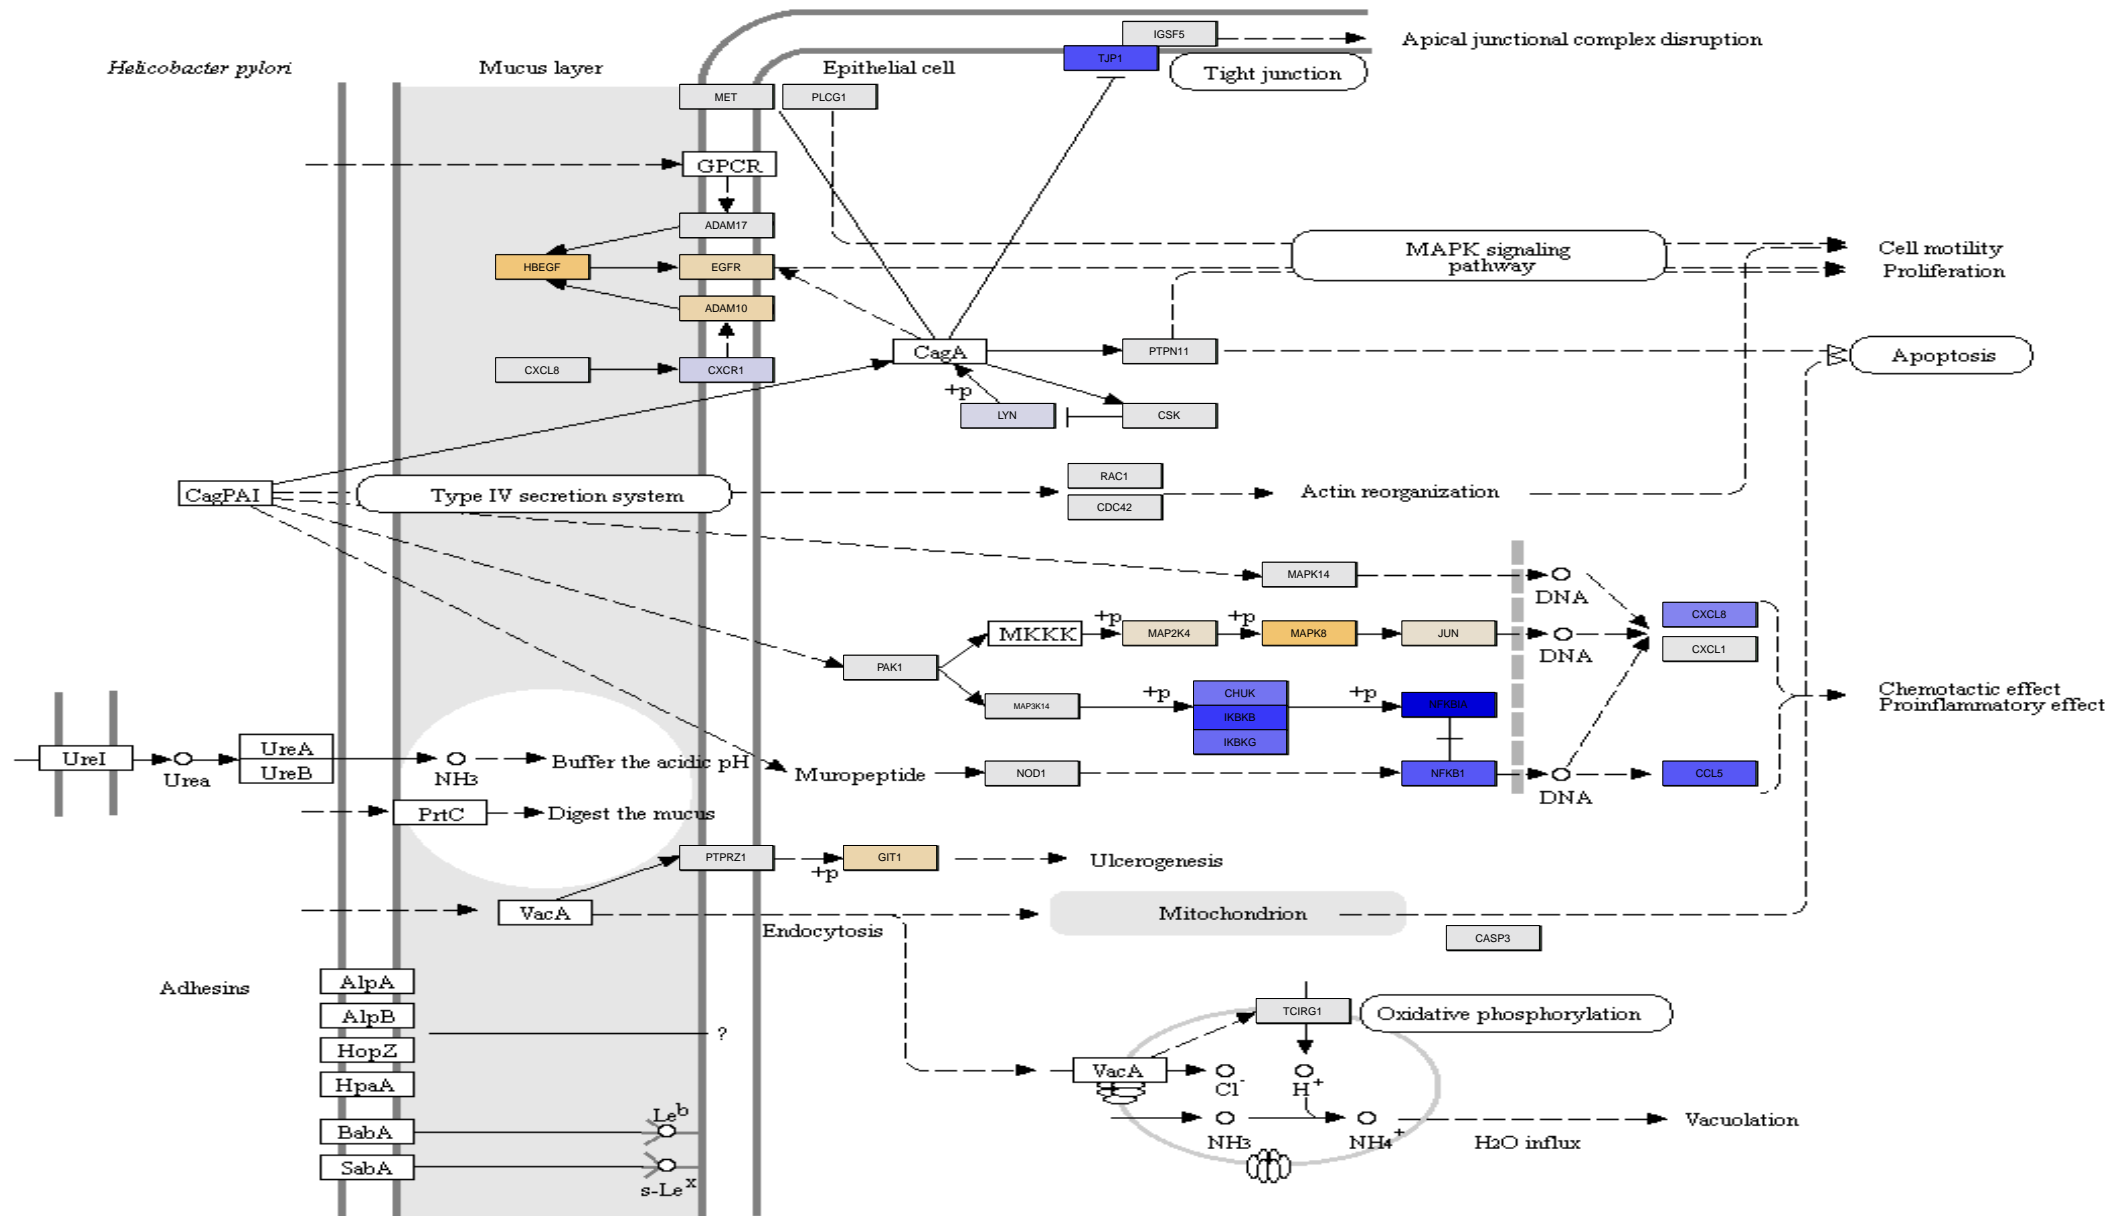 IGSF5
Apical junctional complex disruption
TJP1
Helicobacter pylori
Mucus layer
Epithelial cell
Tight junction
MET
PLCG1
GPCR
ADAM17
MAPK signaling
pathway
Cell motility
Proliferation
HBEGF
EGFR
ADAM10
CagA
PTPN11
Apoptosis
CXCL8
CXCR1
+p
LYN
CSK
CagPAI
Type IV secretion system
RAC1
CDC42
Actin reorganization
MAPK14
DNA
+p
+p
MKKK
MAP2K4
MAPK8
JUN
DNA
CXCL8
CXCL1
PAK1
MAP3K14
+p
CHUK
IKBKB
IKBKG
+p
NFKBIA
Chemotactic effect
Proinflammatory effect
UreI
Urea
UreA
UreB
NH3
Buffer the acidic pH
Muropeptide
NOD1
NFKB1
DNA
CCL5
PrtC
Digest the mucus
PTPRZ1
+p
GIT1
Ulcerogenesis
VacA
Endocytosis
Mitochondrion
CASP3
Adhesins
AlpA
AlpB
HopZ
HpaA
BabA
SabA
?
Leb
s-Lex
TCIRG1
Oxidative phosphorylation
VacA
Cl-
H+
NH3
NH4+
H2O influx
Vacuolation